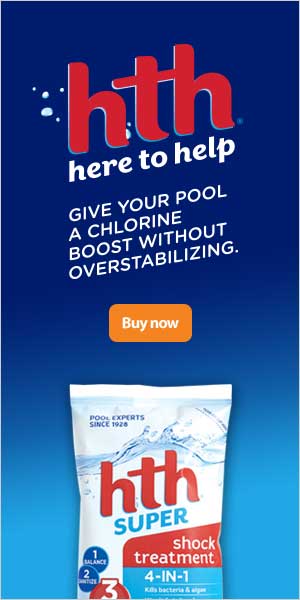 hth®
here to help
GIVE YOUR POOL
A CHLORINE
BOOST WITHOUT
OVERSTABILIZING.
Buy now
POOL EXPERTS
SINCE 1928
hth
SUPER
shock
treatment
4-IN-1
Kills bacteria & algae
1
BALANCE
2
SANITIZE
3